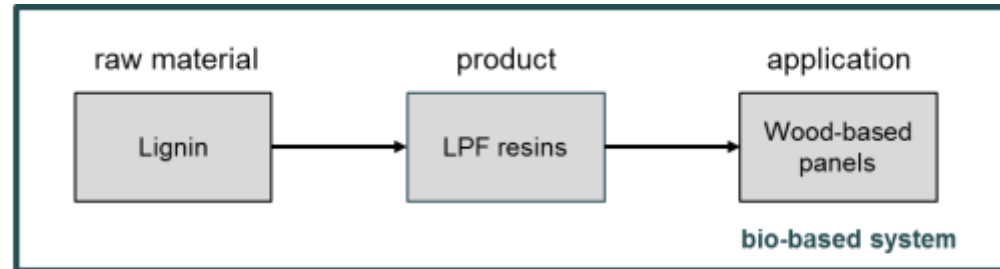 raw material
product
application
Lignin
LPF resins
Wood-based
panels
bio-based system